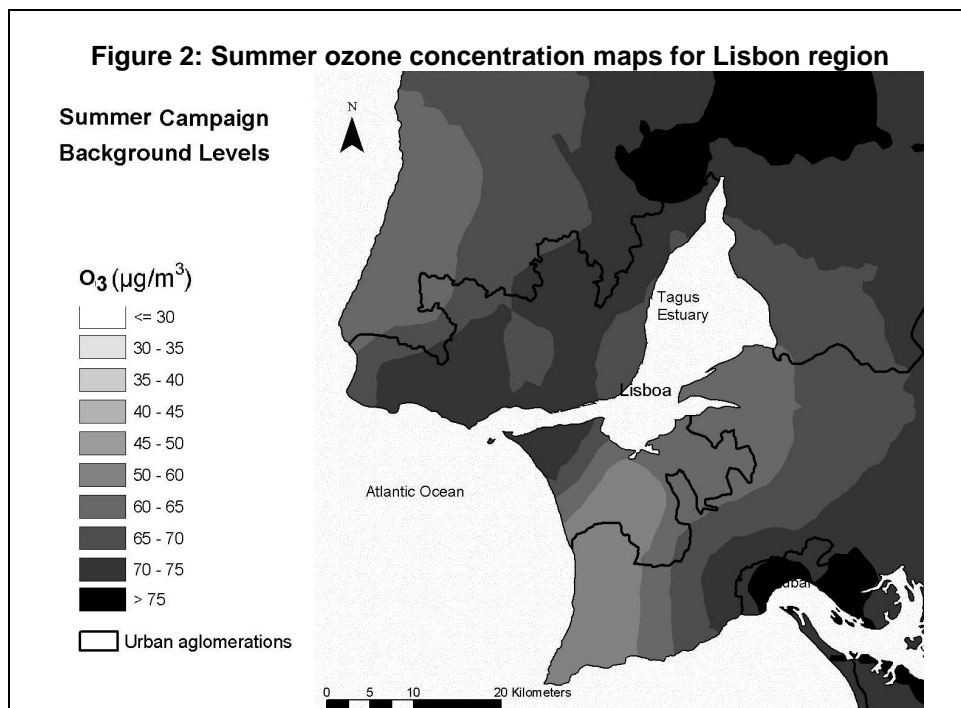 Figure 2: Summer ozone concentration maps for Lisbon region
Summer Campaign
Background Levels
N
O3 (µg/m³)
<= 30
30 - 35
35 - 40
40 - 45
45 - 50
50 - 60
60 - 65
65 - 70
70 - 75
> 75
Urban aglomerations
Tagus
Estuary
Lisboa
Atlantic Ocean
0 5 10 20 Kilometers